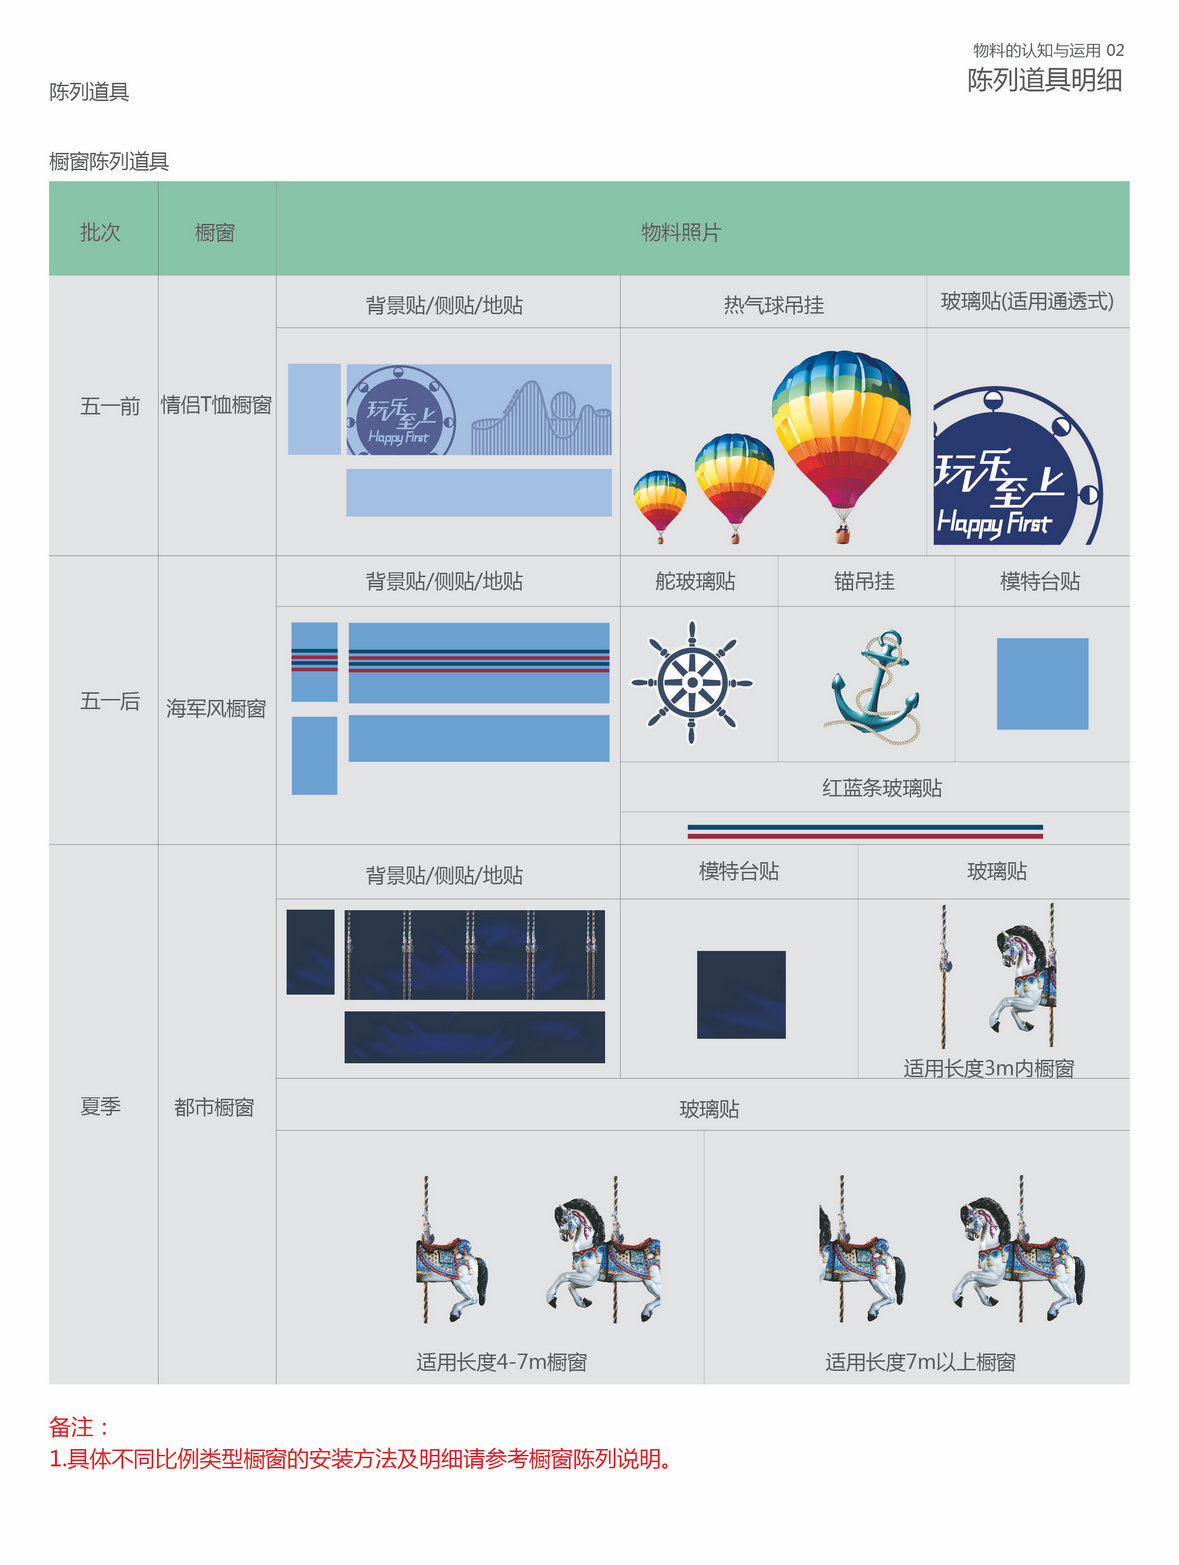 物料的认知与运用 02
陈列道具明细
陈列道具
橱窗陈列道具
批次
橱窗
物料照片
五一前
情侣T恤橱窗
背景贴/侧贴/地贴
热气球吊挂
玻璃贴(适用通透式)
玩乐至上
Happy First
玩乐至上
Happy First
五一后
海军风橱窗
背景贴/侧贴/地贴
舵玻璃贴
锚吊挂
模特台贴
红蓝条玻璃贴
夏季
都市橱窗
背景贴/侧贴/地贴
模特台贴
玻璃贴
适用长度3m内橱窗
玻璃贴
适用长度4-7m橱窗
适用长度7m以上橱窗
备注：
1.具体不同比例类型橱窗的安装方法及明细请参考橱窗陈列说明。